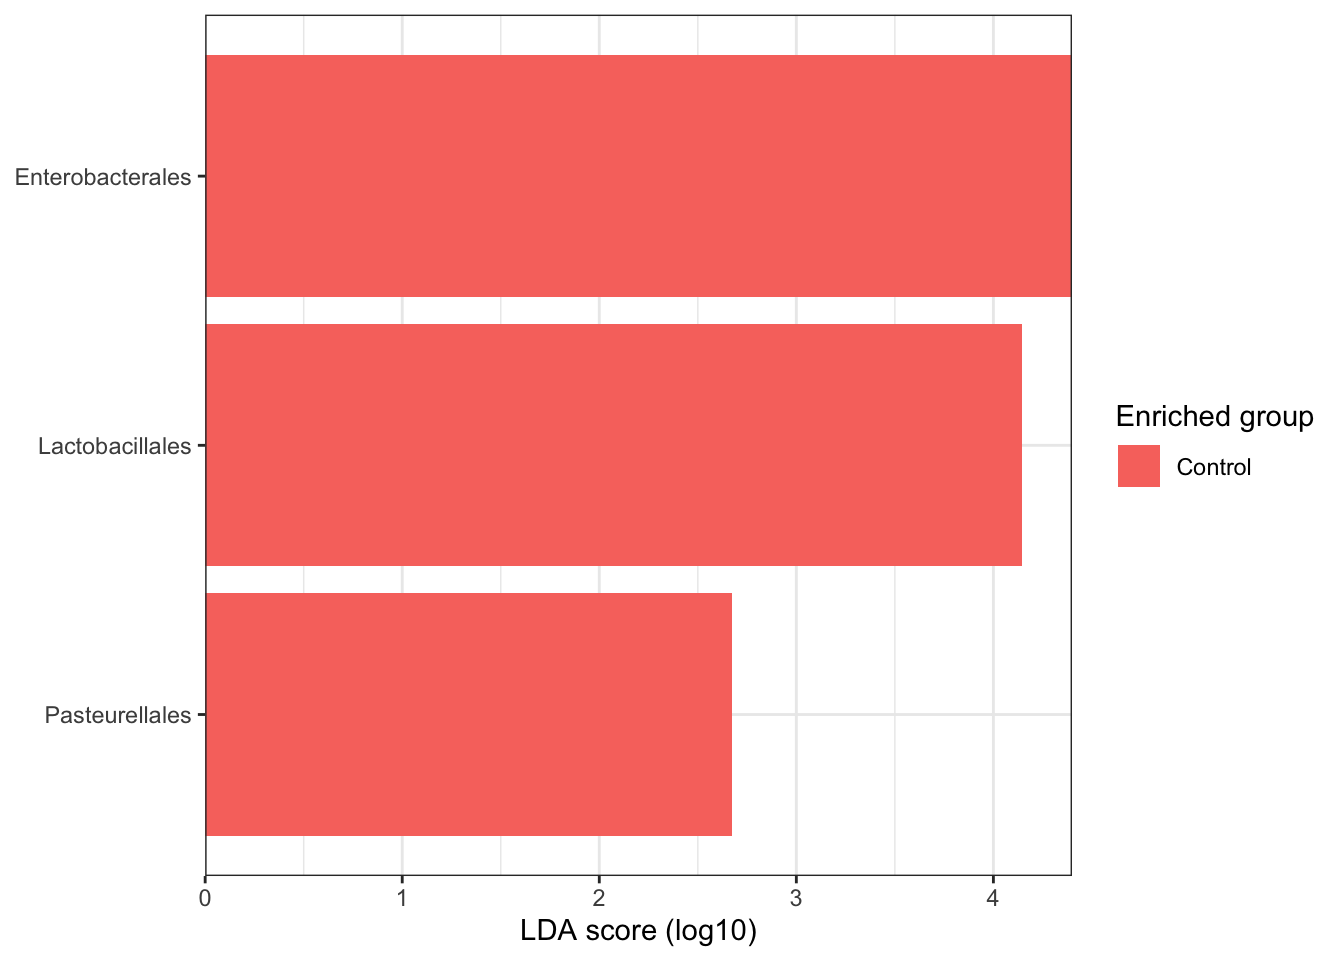 Enterobacterales
Lactobacillales
Pasteurellales
0 1 2 3 4
LDA score (log10)
Enriched group
Control